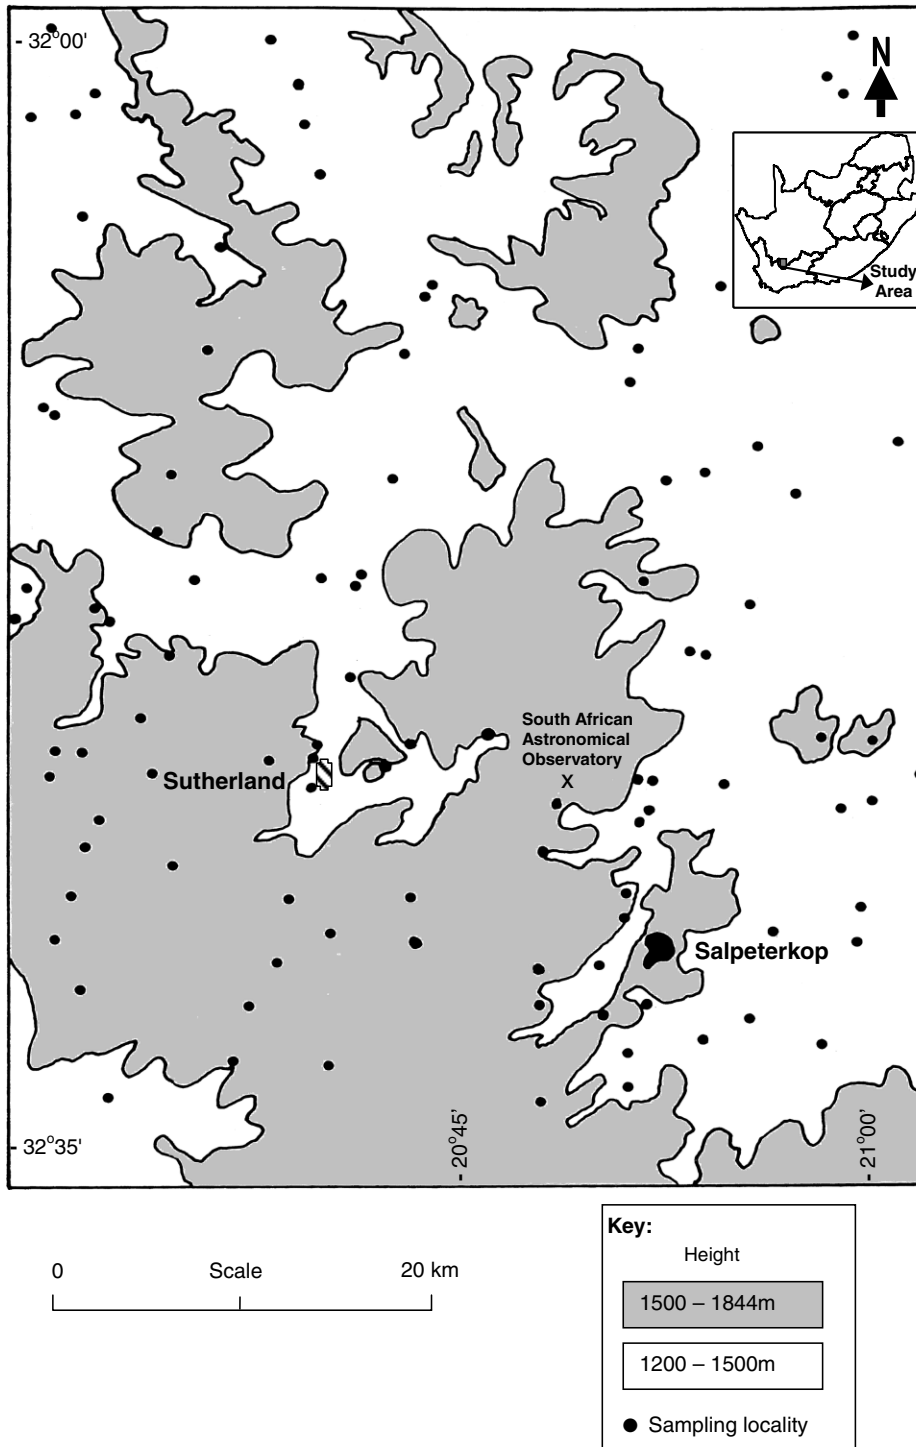 - 32°00'
N
Study
Area
South African
Astronomical
Observatory
X
Sutherland
Salpeterkop
- 32°35'
- 20°45'
- 21°00'
0 Scale 20 km
Key:
Height
1500 – 1844m
1200 – 1500m
Sampling locality